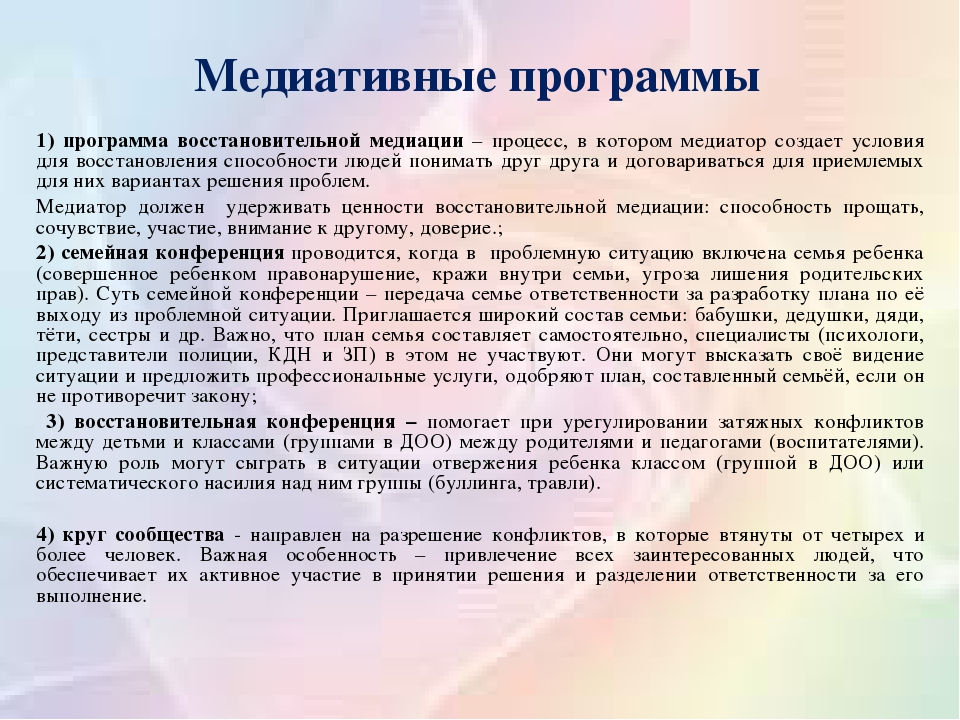 Медиативные программы
1) программа восстановительной медиации – процесс, в котором медиатор создает условия
для восстановления способности людей понимать друг друга и договариваться для приемлемых
для них вариантах решения проблем.
Медиатор должен удерживать ценности восстановительной медиации: способность прощать,
сочувствие, участие, внимание к другому, доверие.;
2) семейная конференция проводится, когда в проблемную ситуацию включена семья ребенка
(совершенное ребенком правонарушение, кражи внутри семьи, угроза лишения родительских
прав). Суть семейной конференции – передача семье ответственности за разработку плана по её
выходу из проблемной ситуации. Приглашается широкий состав семьи: бабушки, дедушки, дяди,
тёти, сестры и др. Важно, что план семья составляет самостоятельно, специалисты (психологи,
представители полиции, КДН и ЗП) в этом не участвуют. Они могут высказать своё видение
ситуации и предложить профессиональные услуги, одобряют план, составленный семьёй, если он
не противоречит закону;
3) восстановительная конференция – помогает при урегулировании затяжных конфликтов
между детьми и классами (группами в ДОО) между родителями и педагогами (воспитателями).
Важную роль могут сыграть в ситуации отвержения ребенка классом (группой в ДОО) или
систематического насилия над ним группы (буллинга, травли).
4) круг сообщества - направлен на разрешение конфликтов, в которые втянуты от четырех и
более человек. Важная особенность – привлечение всех заинтересованных людей, что
обеспечивает их активное участие в принятии решения и разделении ответственности за его
выполнение.